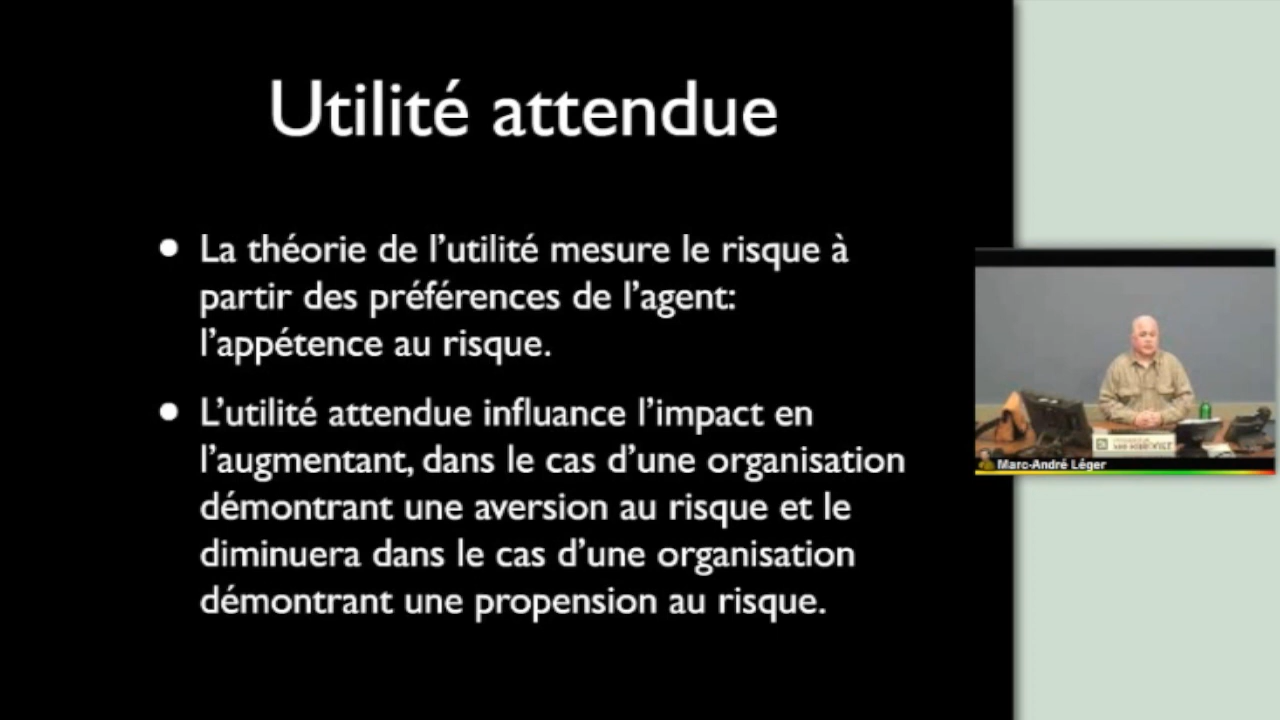 Utilité attendue
• La théorie de l’utilité mesure le risque à
partir des préférences de l’agent:
l’appétence au risque.
• L’utilité attendue influance l’impact en
l’augmentant, dans le cas d’une organisation
démontrant une aversion au risque et le
diminuera dans le cas d’une organisation
démontrant une propension au risque.
Marc-André Léger